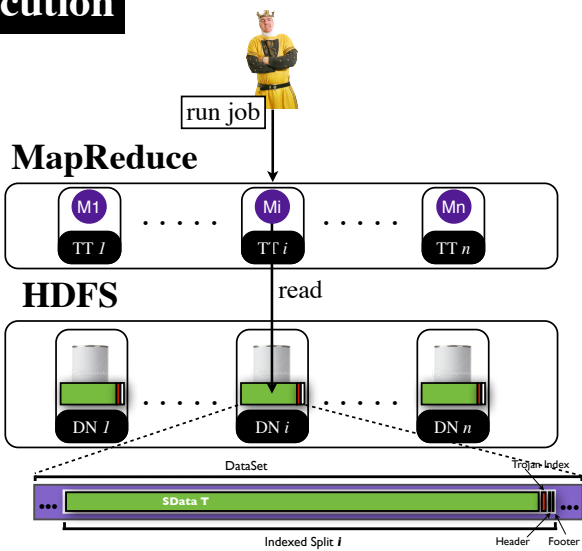 cution
run job
MapReduce
M1 ..... Mi ..... Mn
TT 1 TT i TT n
HDFS
read
..... .....
DN 1 DN i DN n
DataSet
Trojan Index
... SData T ...
Indexed Split i
Header Footer